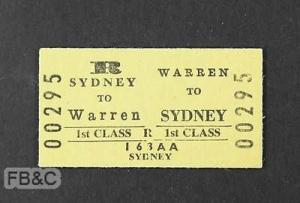 R
SYDNEY
TO
Warren
1st CLASS
WARREN
TO
SYDNEY
R 1st CLASS
163AA
SYDNEY
00295
00295
FB&C